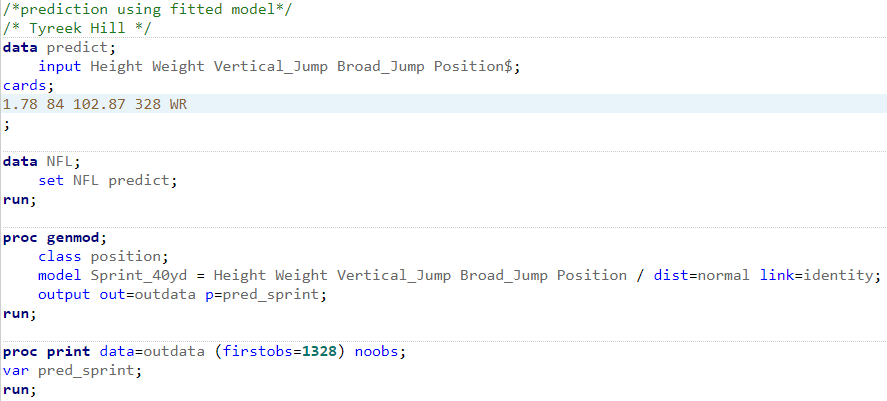 /*prediction using fitted model*/
/* Tyreek Hill */
data predict;
    input Height Weight Vertical_Jump Broad_Jump Position$;
cards;
1.78 84 102.87 328 WR
;
data NFL;
    set NFL predict;
run;
proc genmod;
    class position;
    model Sprint_40yd = Height Weight Vertical_Jump Broad_Jump Position / dist=normal link=identity;
    output out=outdata p=pred_sprint;
run;
proc print data=outdata (firstobs=1328) noobs;
var pred_sprint;
run;